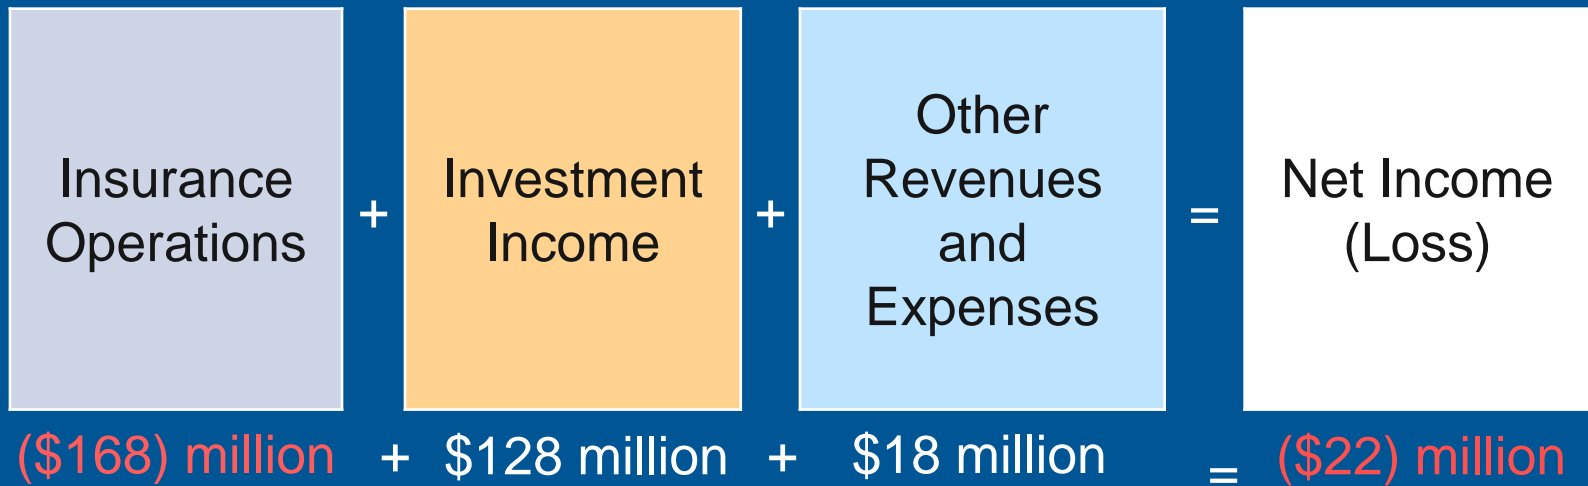 Insurance
Operations
+
Investment
Income
+
Other
Revenues
and
Expenses
=
Net Income
(Loss)
($168) million + $128 million + $18 million = ($22) million